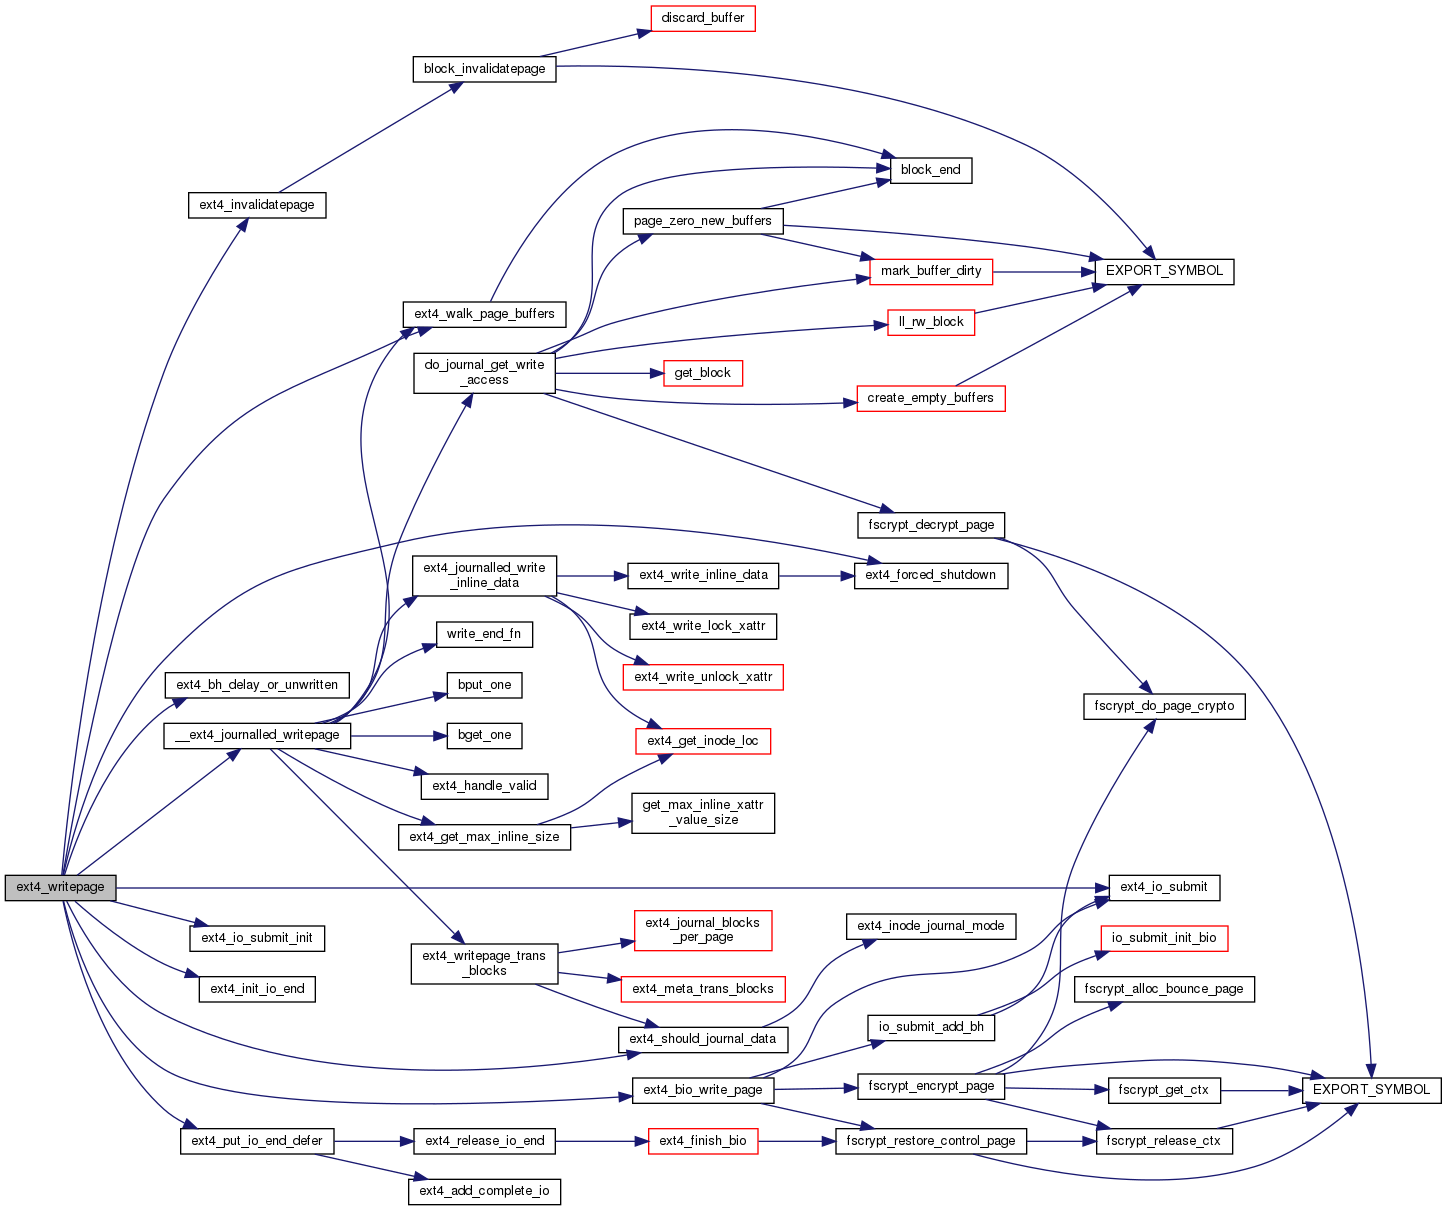 discard_buffer
block_invalidatepage
block_end
ext4_invalidatepage
page_zero_new_buffers
mark_buffer_dirty
EXPORT_SYMBOL
ext4_walk_page_buffers
ll_rw_block
do_journal_get_write
_access
get_block
create_empty_buffers
fscrypt_decrypt_page
ext4_journalled_write
_inline_data
ext4_write_inline_data
ext4_forced_shutdown
ext4_write_lock_xattr
write_end_fn
ext4_write_unlock_xattr
ext4_bh_delay_or_unwritten
bput_one
fscrypt_do_page_crypto
__ext4_journalled_writepage
bget_one
ext4_get_inode_loc
ext4_handle_valid
get_max_inline_xattr
_value_size
ext4_get_max_inline_size
ext4_writepage
ext4_io_submit
ext4_io_submit_init
ext4_journal_blocks
_per_page
ext4_inode_journal_mode
io_submit_init_bio
ext4_writepage_trans
_blocks
ext4_init_io_end
ext4_meta_trans_blocks
fscrypt_alloc_bounce_page
io_submit_add_bh
ext4_should_journal_data
ext4_bio_write_page
fscrypt_encrypt_page
fscrypt_get_ctx
EXPORT_SYMBOL
ext4_put_io_end_defer
ext4_release_io_end
ext4_finish_bio
fscrypt_restore_control_page
fscrypt_release_ctx
ext4_add_complete_io